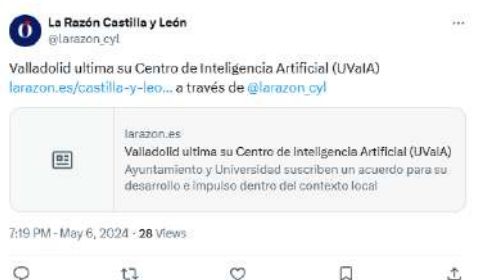 La Razón Castilla y León
@larazon_cyl
Valladolid ultima su Centro de Inteligencia Artificial (UVaIA)
larazon.es/castilla-y-leo... a través de @larazon_cyl
larazon.es
Valladolid ultima su Centro de Inteligencia Artificial (UVaIA)
Ayuntamiento y Universidad suscriben un acuerdo para su
desarrollo e impulso dentro del contexto local
7:19 PM · May 6, 2024 · 28 Views